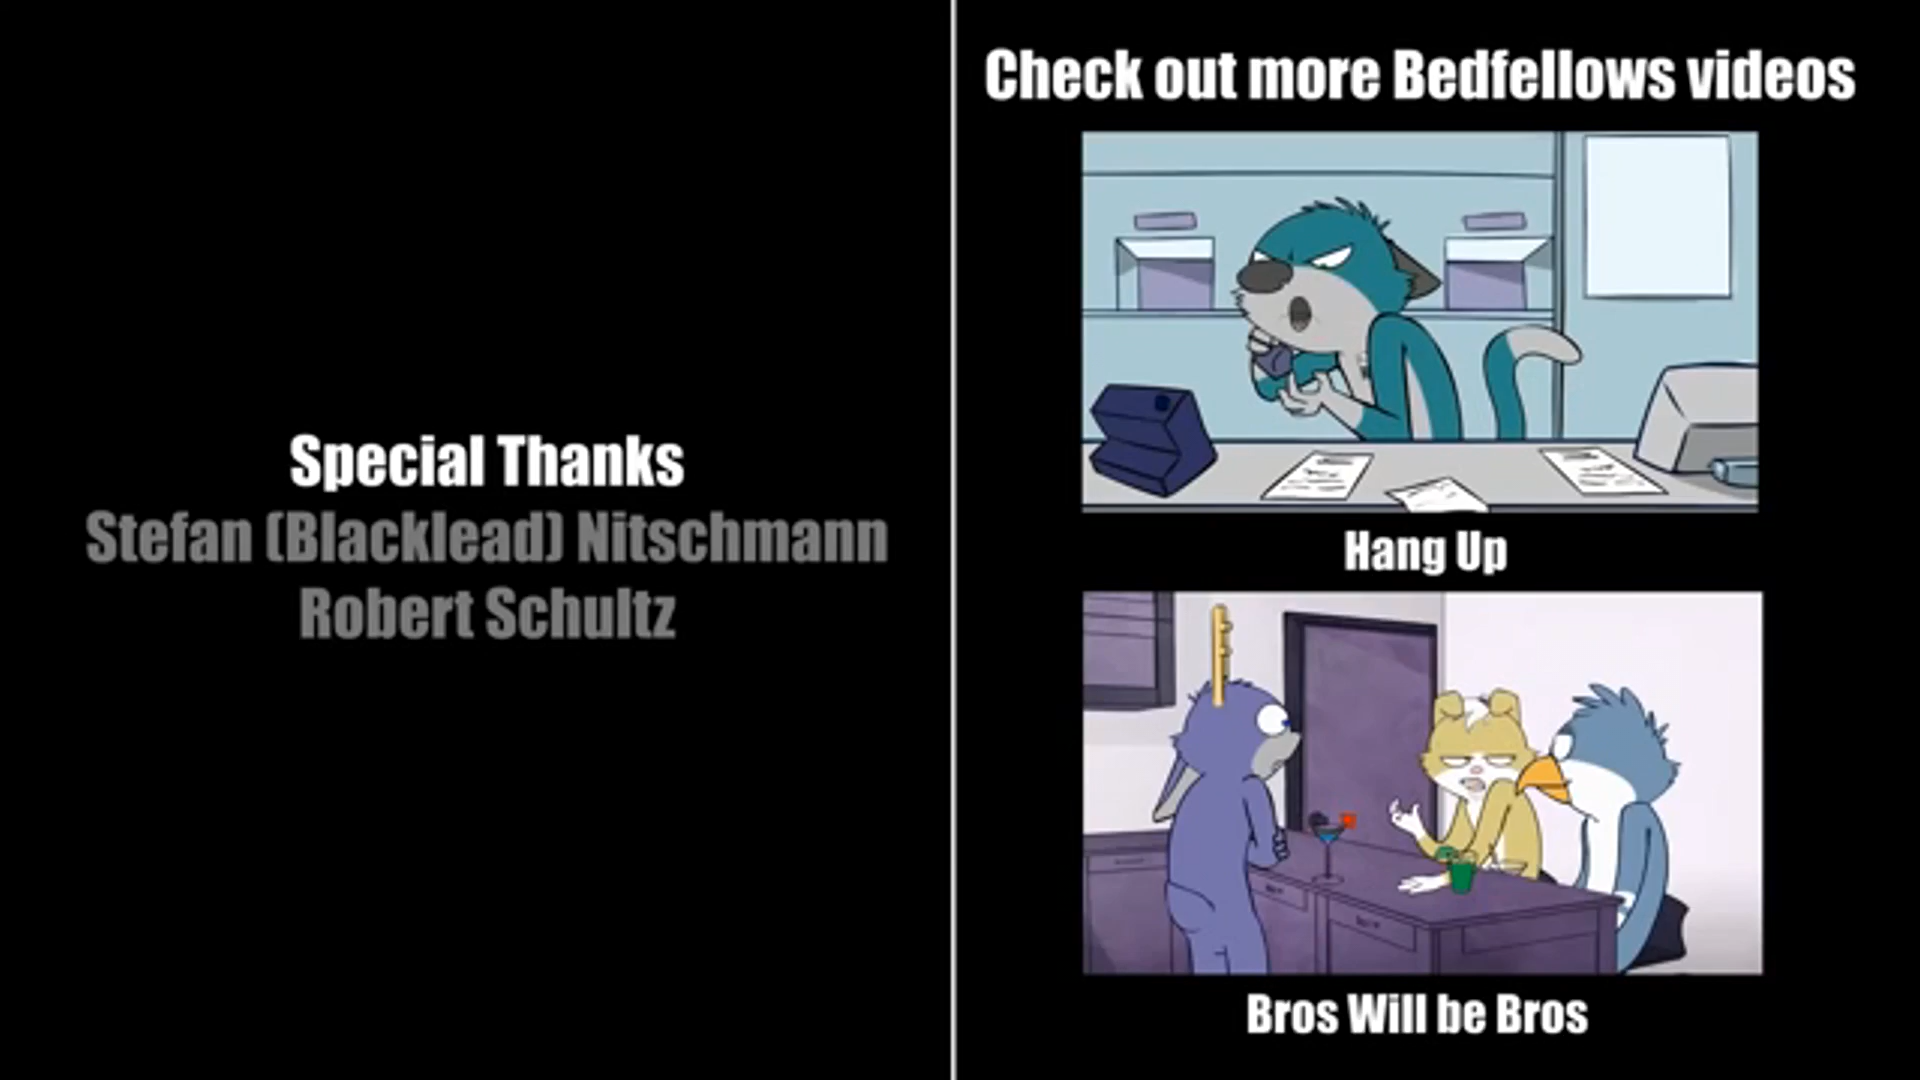 Special Thanks
Stefan (Blacklead) Nitschmann
Robert Schultz
Check out more Bedfellows videos
Hang Up
Bros Will be Bros